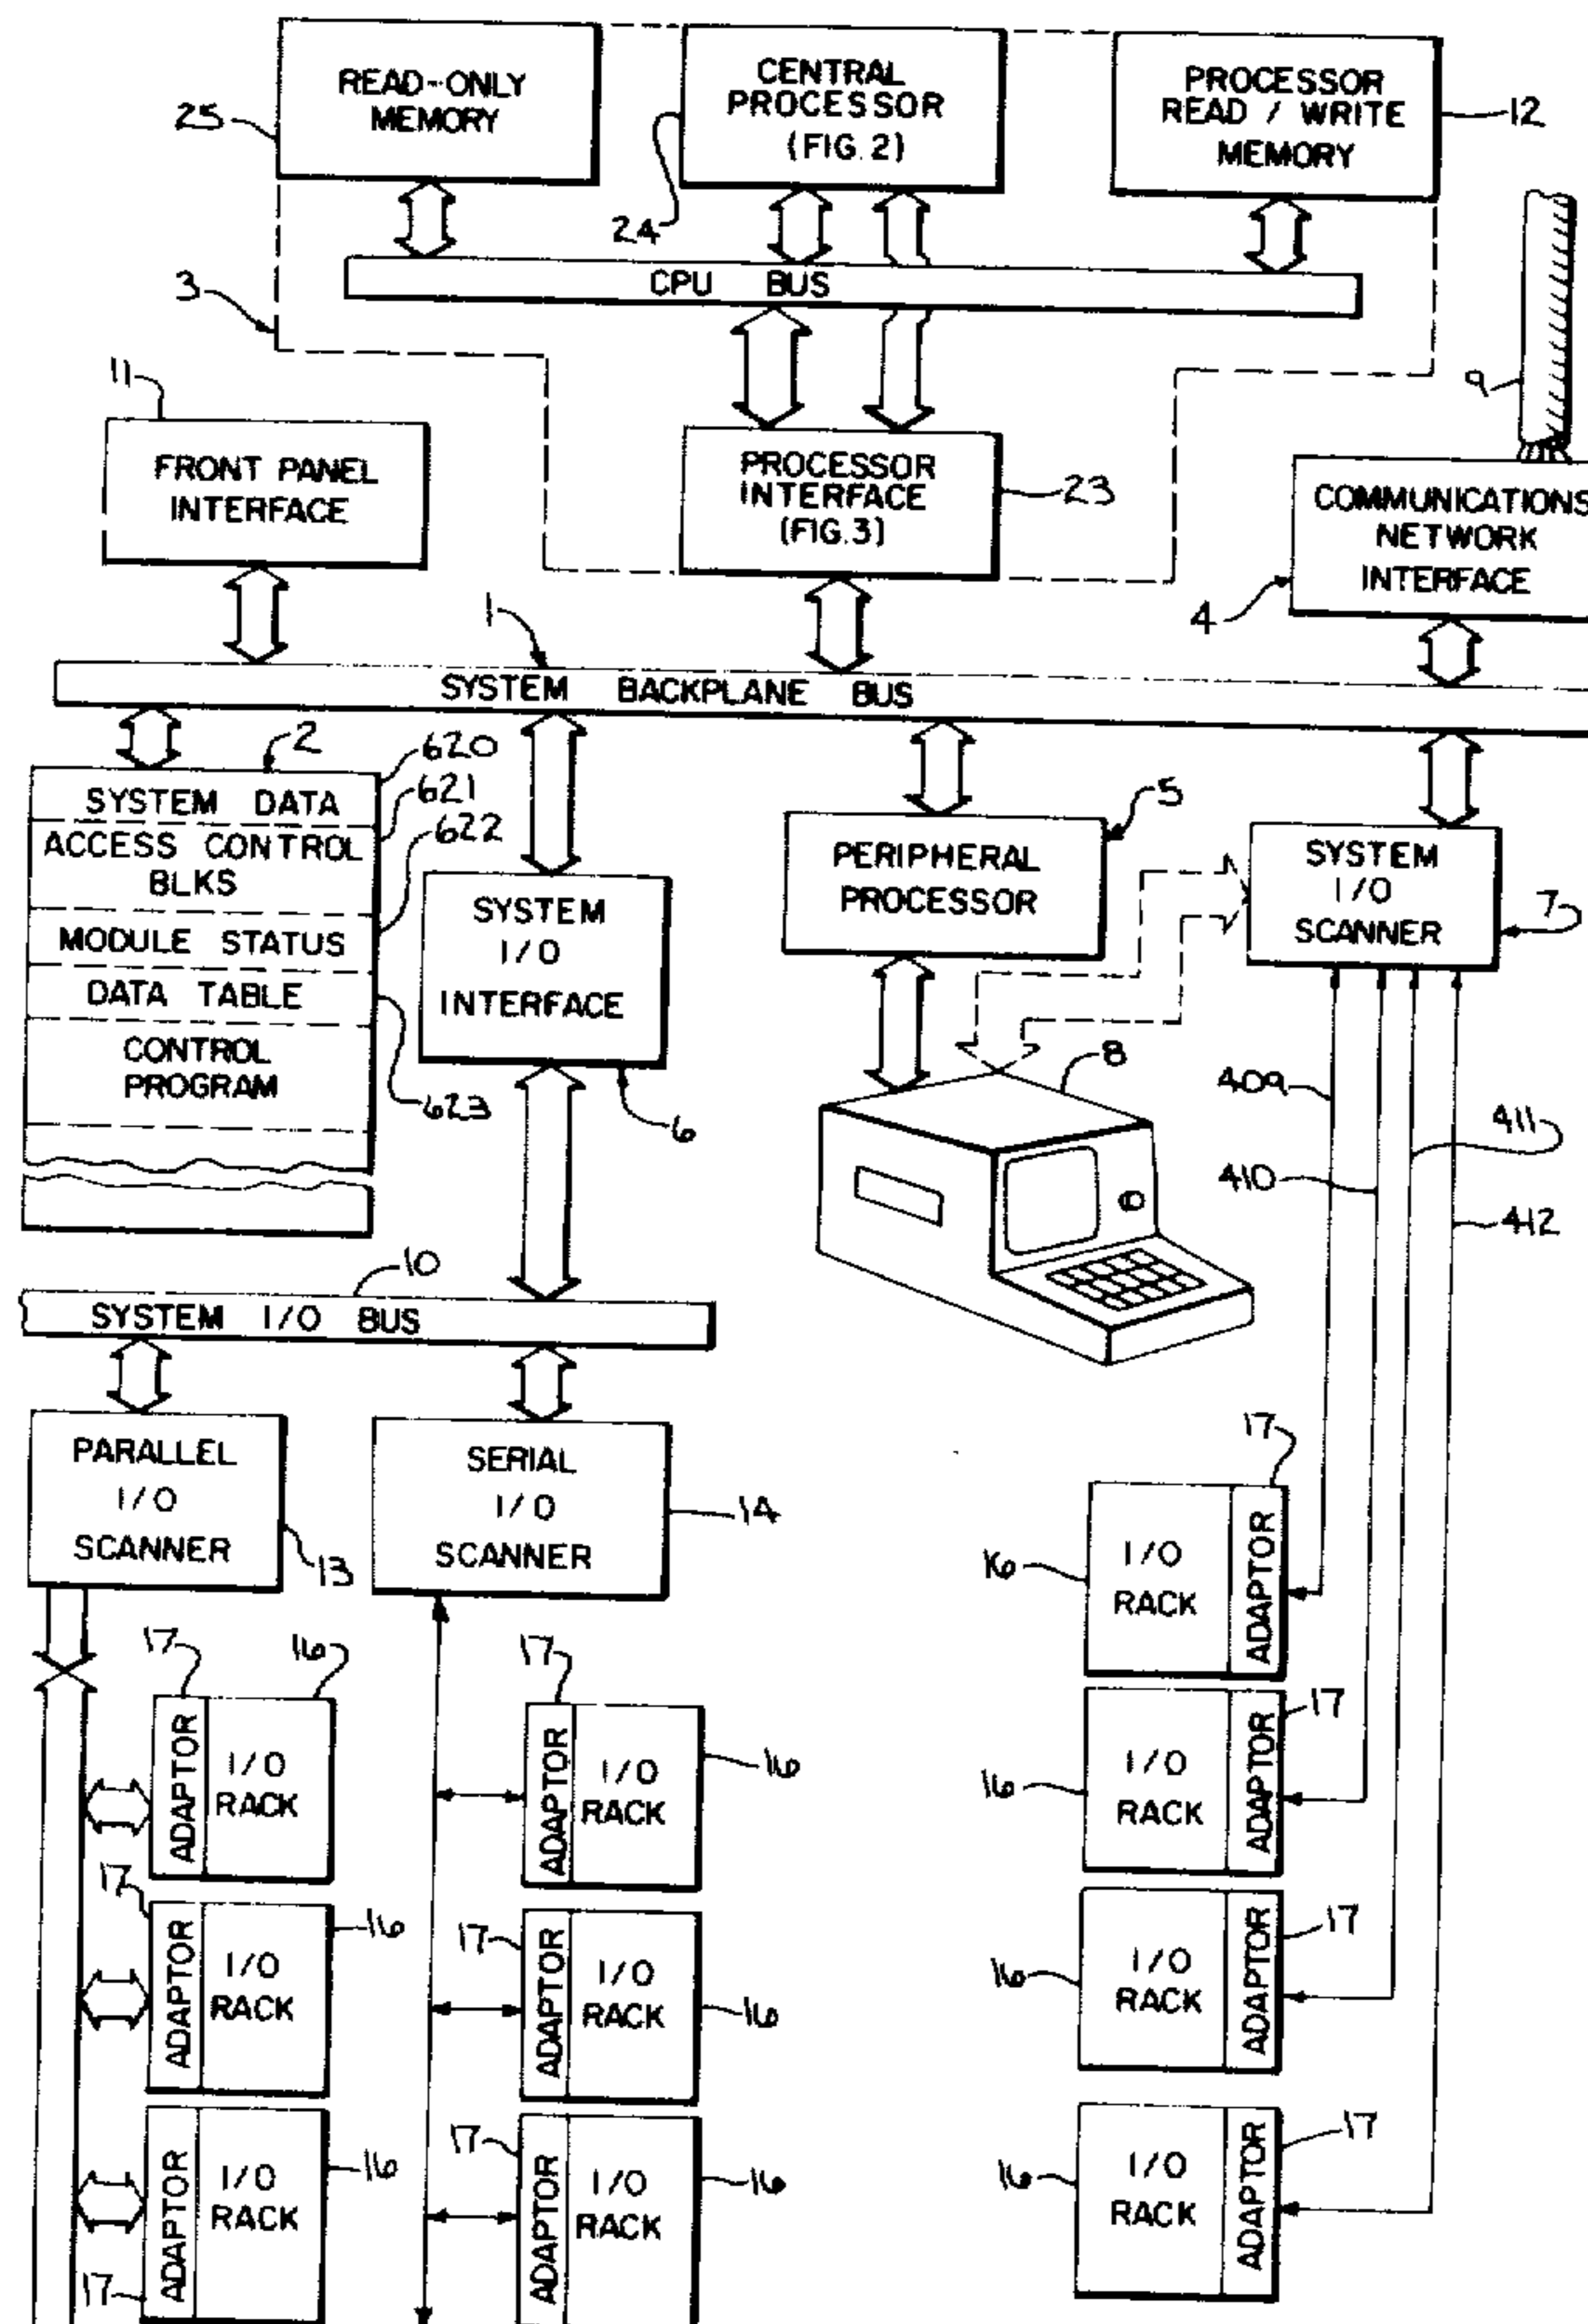 READ-ONLY
MEMORY
25
CENTRAL
PROCESSOR
(FIG. 2)
24
PROCESSOR
READ / WRITE
MEMORY
12
CPU BUS
3
11
FRONT PANEL
INTERFACE
PROCESSOR
INTERFACE
(FIG. 3)
23
9
COMMUNICATIONS
NETWORK
INTERFACE
4
1
SYSTEM BACKPLANE BUS
2
620
SYSTEM DATA
621
ACCESS CONTROL
BLKS
622
MODULE STATUS
DATA TABLE
CONTROL
PROGRAM
623
SYSTEM
I/O
INTERFACE
6
PERIPHERAL
PROCESSOR
5
SYSTEM
I/O
SCANNER
7
8
409
410
411
412
10
SYSTEM I/O BUS
PARALLEL
I/O
SCANNER
13
SERIAL
I/O
SCANNER
14
17
16
ADAPTOR
I/O
RACK
17
ADAPTOR
I/O
RACK
16
ADAPTOR
I/O
RACK
16
17
17
ADAPTOR
I/O
RACK
16
17
ADAPTOR
I/O
RACK
16
17
ADAPTOR
I/O
RACK
16
17
16
I/O
RACK
ADAPTOR
17
16
I/O
RACK
ADAPTOR
17
16
I/O
RACK
ADAPTOR
17
16
I/O
RACK
ADAPTOR